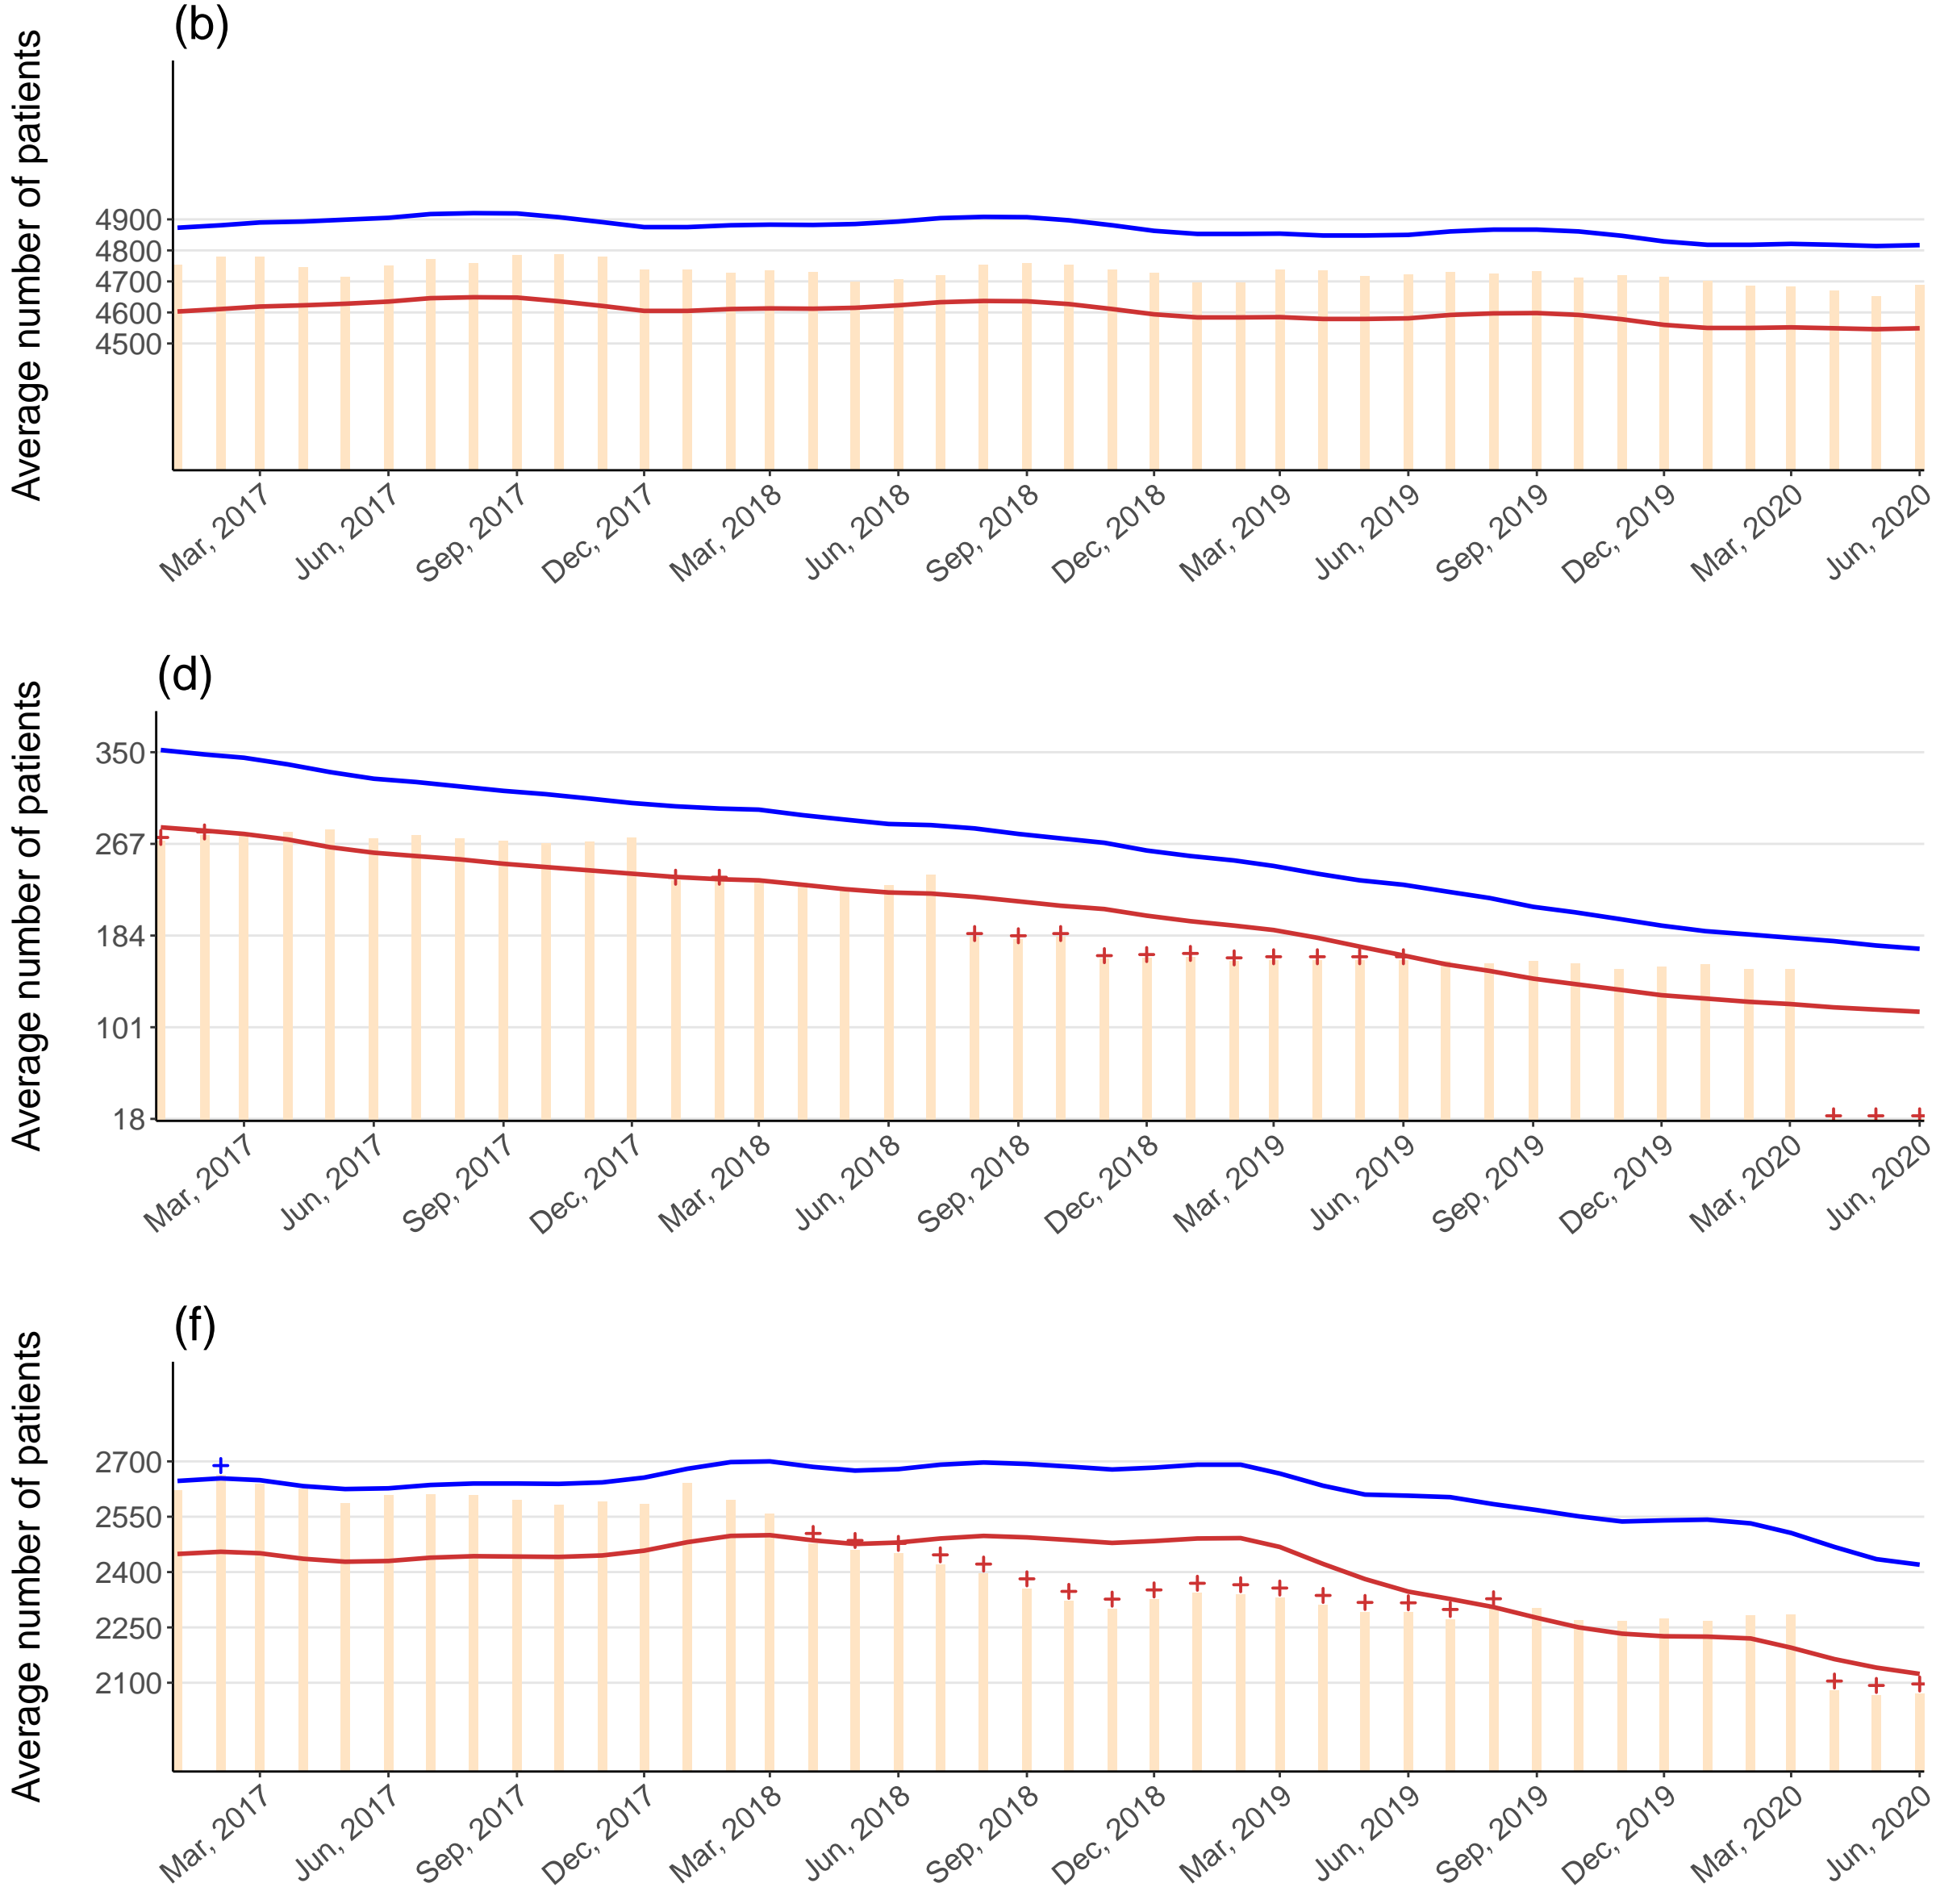 (b)
Average number of patients
4900
4800
4700
4600
4500
Mar, 2017
Jun, 2017
Sep, 2017
Dec, 2017
Mar, 2018
Jun, 2018
Sep, 2018
Dec, 2018
Mar, 2019
Jun, 2019
Sep, 2019
Dec, 2019
Mar, 2020
Jun, 2020
(d)
Average number of patients
350
267
184
101
18
Mar, 2017
Jun, 2017
Sep, 2017
Dec, 2017
Mar, 2018
Jun, 2018
Sep, 2018
Dec, 2018
Mar, 2019
Jun, 2019
Sep, 2019
Dec, 2019
Mar, 2020
Jun, 2020
(f)
Average number of patients
2700
2550
2400
2250
2100
Mar, 2017
Jun, 2017
Sep, 2017
Dec, 2017
Mar, 2018
Jun, 2018
Sep, 2018
Dec, 2018
Mar, 2019
Jun, 2019
Sep, 2019
Dec, 2019
Mar, 2020
Jun, 2020